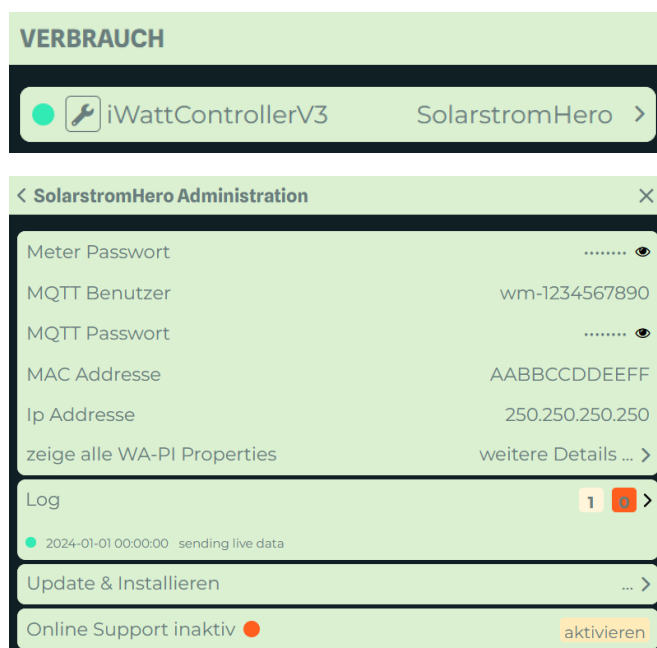 VERBRAUCH
iWattControllerV3 SolarstromHero >
< SolarstromHero Administration ×
Meter Passwort ········
MQTT Benutzer wm-1234567890
MQTT Passwort ········
MAC Addresse AABBCCDDEEFF
Ip Addresse 250.250.250.250
zeige alle WA-PI Properties weitere Details ... >
Log 1 0 >
2024-01-01 00:00:00 sending live data
Update & Installieren ... >
Online Support inaktiv aktivieren